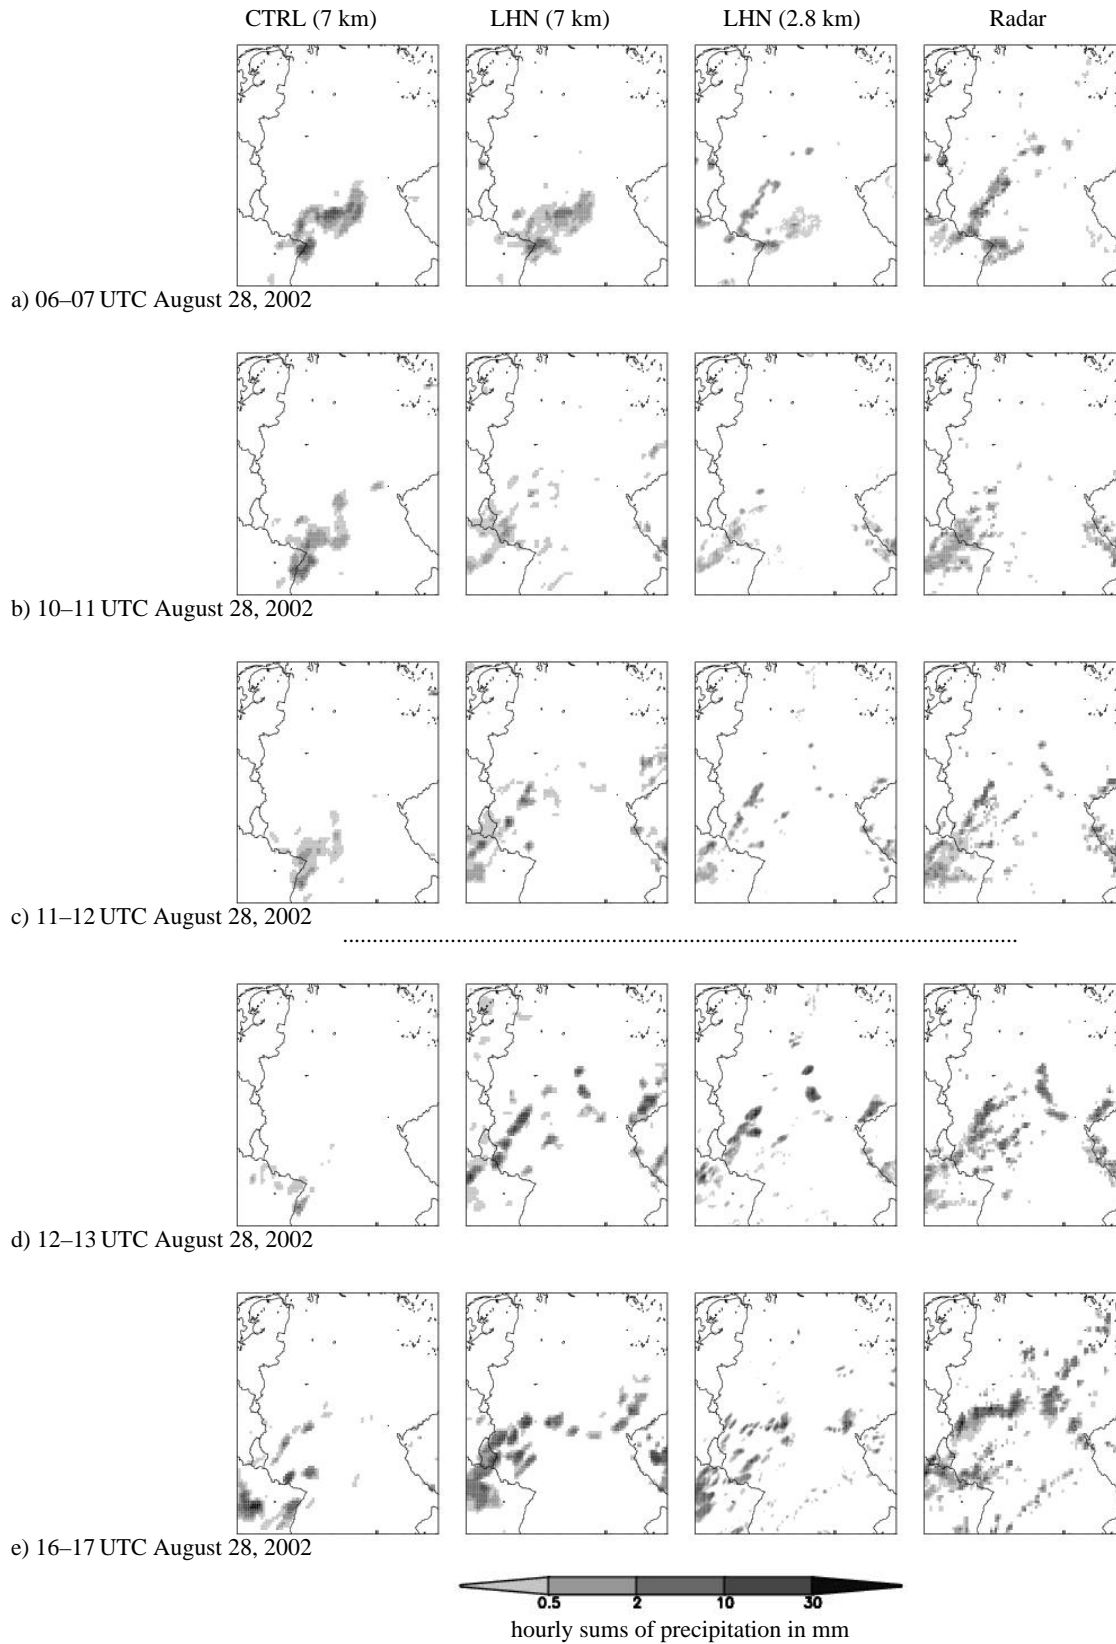 CTRL (7 km) LHN (7 km) LHN (2.8 km) Radar
a) 06–07 UTC August 28, 2002
b) 10–11 UTC August 28, 2002
c) 11–12 UTC August 28, 2002
d) 12–13 UTC August 28, 2002
e) 16–17 UTC August 28, 2002
0.5 2 10 30
hourly sums of precipitation in mm